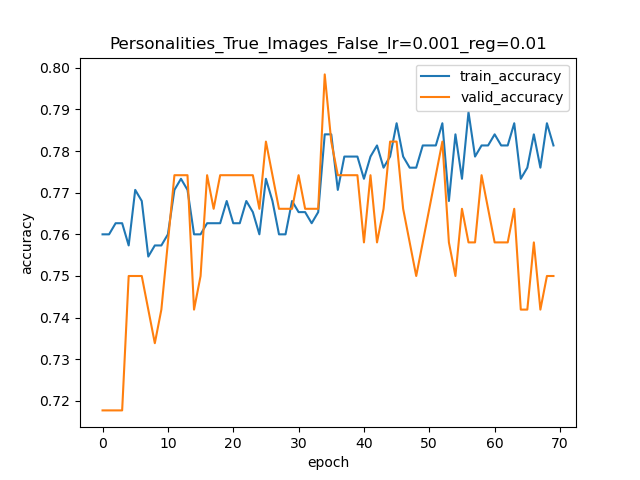 Personalities_True_Images_False_lr=0.001_reg=0.01
train_accuracy
valid_accuracy
accuracy
0.80
0.79
0.78
0.77
0.76
0.75
0.74
0.73
0.72
0 10 20 30 40 50 60 70
epoch